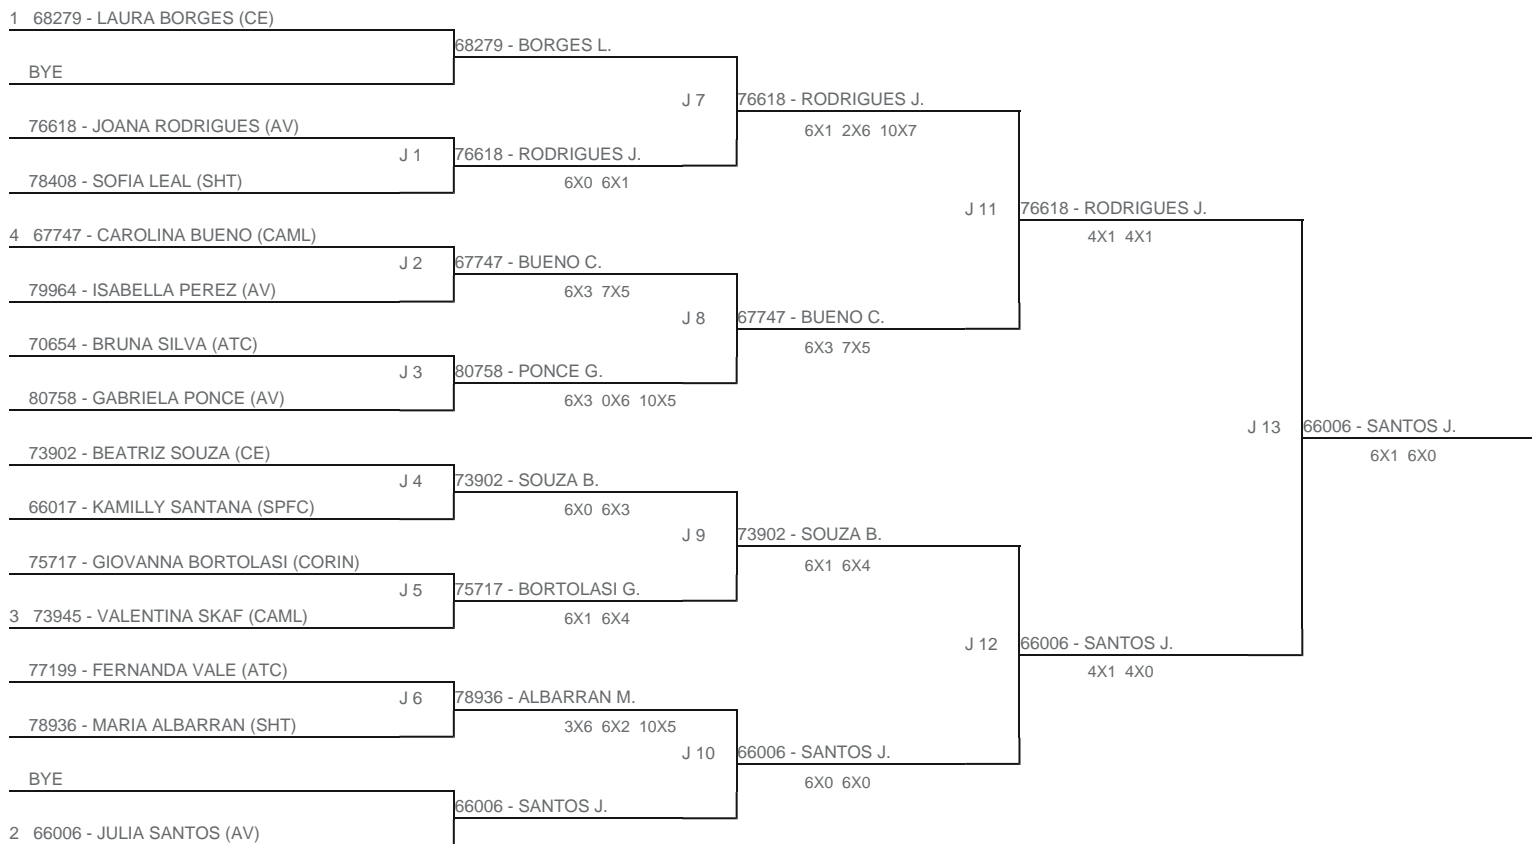 1 68279 - LAURA BORGES (CE)
68279 - BORGES L.
BYE
J 7 76618 - RODRIGUES J.
76618 - JOANA RODRIGUES (AV)
6X1 2X6 10X7
J 1 76618 - RODRIGUES J.
78408 - SOFIA LEAL (SHT)
6X0 6X1
J 11 76618 - RODRIGUES J.
4 67747 - CAROLINA BUENO (CAML)
4X1 4X1
J 2 67747 - BUENO C.
79964 - ISABELLA PEREZ (AV)
6X3 7X5
J 8 67747 - BUENO C.
70654 - BRUNA SILVA (ATC)
6X3 7X5
J 3 80758 - PONCE G.
80758 - GABRIELA PONCE (AV)
6X3 0X6 10X5
J 13 66006 - SANTOS J.
73902 - BEATRIZ SOUZA (CE)
6X1 6X0
J 4 73902 - SOUZA B.
66017 - KAMILLY SANTANA (SPFC)
6X0 6X3
J 9 73902 - SOUZA B.
75717 - GIOVANNA BORTOLASI (CORIN)
6X1 6X4
J 5 75717 - BORTOLASI G.
3 73945 - VALENTINA SKAF (CAML)
6X1 6X4
J 12 66006 - SANTOS J.
77199 - FERNANDA VALE (ATC)
4X1 4X0
J 6 78936 - ALBARRAN M.
78936 - MARIA ALBARRAN (SHT)
3X6 6X2 10X5
J 10 66006 - SANTOS J.
BYE
6X0 6X0
66006 - SANTOS J.
2 66006 - JULIA SANTOS (AV)